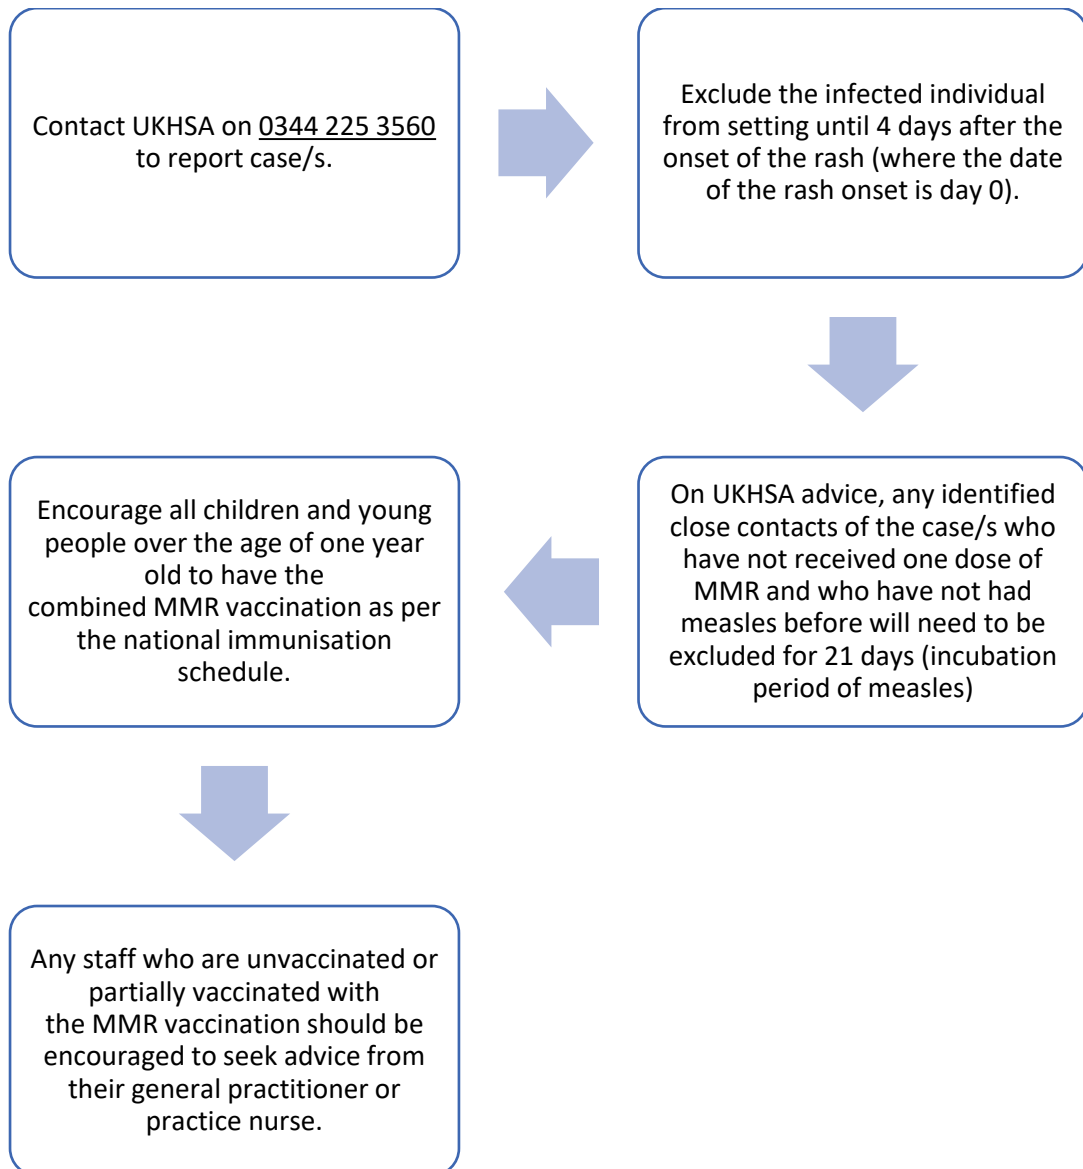 Contact UKHSA on 0344 225 3560
to report case/s.
Exclude the infected individual
from setting until 4 days after the
onset of the rash (where the date
of the rash onset is day 0).
On UKHSA advice, any identified
close contacts of the case/s who
have not received one dose of
MMR and who have not had
measles before will need to be
excluded for 21 days (incubation
period of measles)
Encourage all children and young
people over the age of one year
old to have the
combined MMR vaccination as per
the national immunisation
schedule.
Any staff who are unvaccinated or
partially vaccinated with
the MMR vaccination should be
encouraged to seek advice from
their general practitioner or
practice nurse.